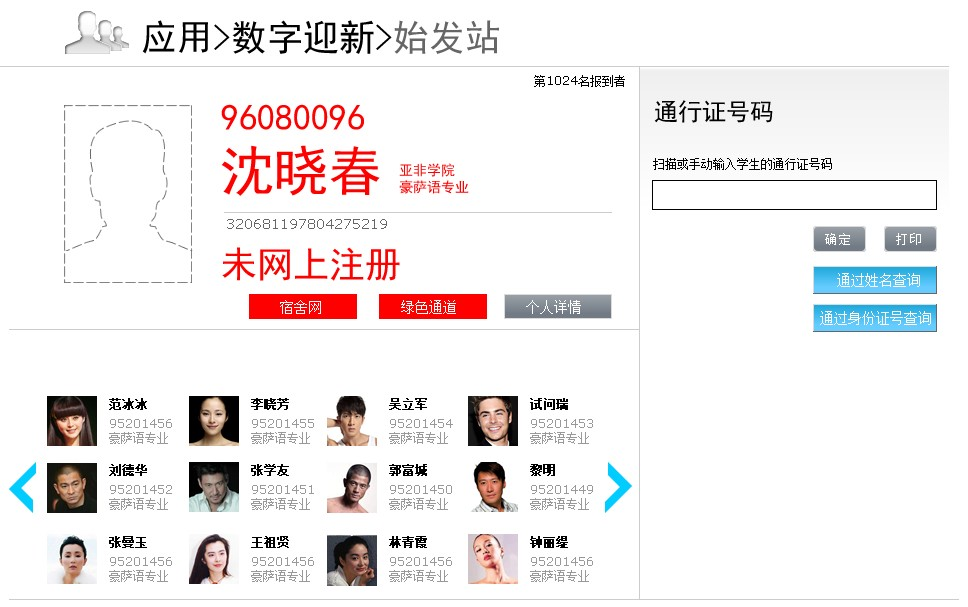 应用>数字迎新>始发站
第1024名报到者
96080096
沈晓春
亚非学院
豪萨语专业
320681197804275219
未网上注册
宿舍网
绿色通道
个人详情
通行证号码
扫描或手动输入学生的通行证号码
确定
打印
通过姓名查询
通过身份证号查询
范冰冰
95201456
豪萨语专业
李晓芳
95201455
豪萨语专业
吴立军
95201454
豪萨语专业
试问瑞
95201453
豪萨语专业
刘德华
95201452
豪萨语专业
张学友
95201451
豪萨语专业
郭富城
95201450
豪萨语专业
黎明
95201449
豪萨语专业
张曼玉
95201456
豪萨语专业
王祖贤
95201456
豪萨语专业
林青霞
95201456
豪萨语专业
钟丽缇
95201456
豪萨语专业